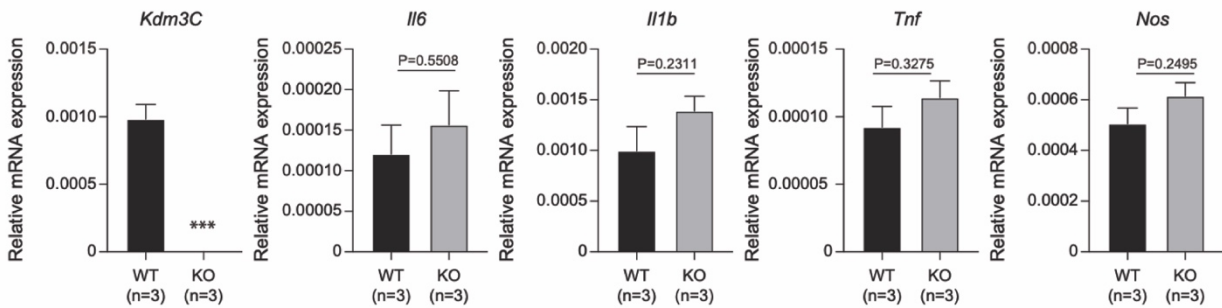 Kdm3C
Relative mRNA expression
0.0015
0.0010
0.0005
0
***
WT
(n=3)
KO
(n=3)
Il6
Relative mRNA expression
0.00025
0.00020
0.00015
0.00010
0.00005
0
P=0.5508
WT
(n=3)
KO
(n=3)
Il1b
Relative mRNA expression
0.0020
0.0015
0.0010
0.0005
0
P=0.2311
WT
(n=3)
KO
(n=3)
Tnf
Relative mRNA expression
0.00015
0.00010
0.00005
0
P=0.3275
WT
(n=3)
KO
(n=3)
Nos
Relative mRNA expression
0.0008
0.0006
0.0004
0.0002
0
P=0.2495
WT
(n=3)
KO
(n=3)